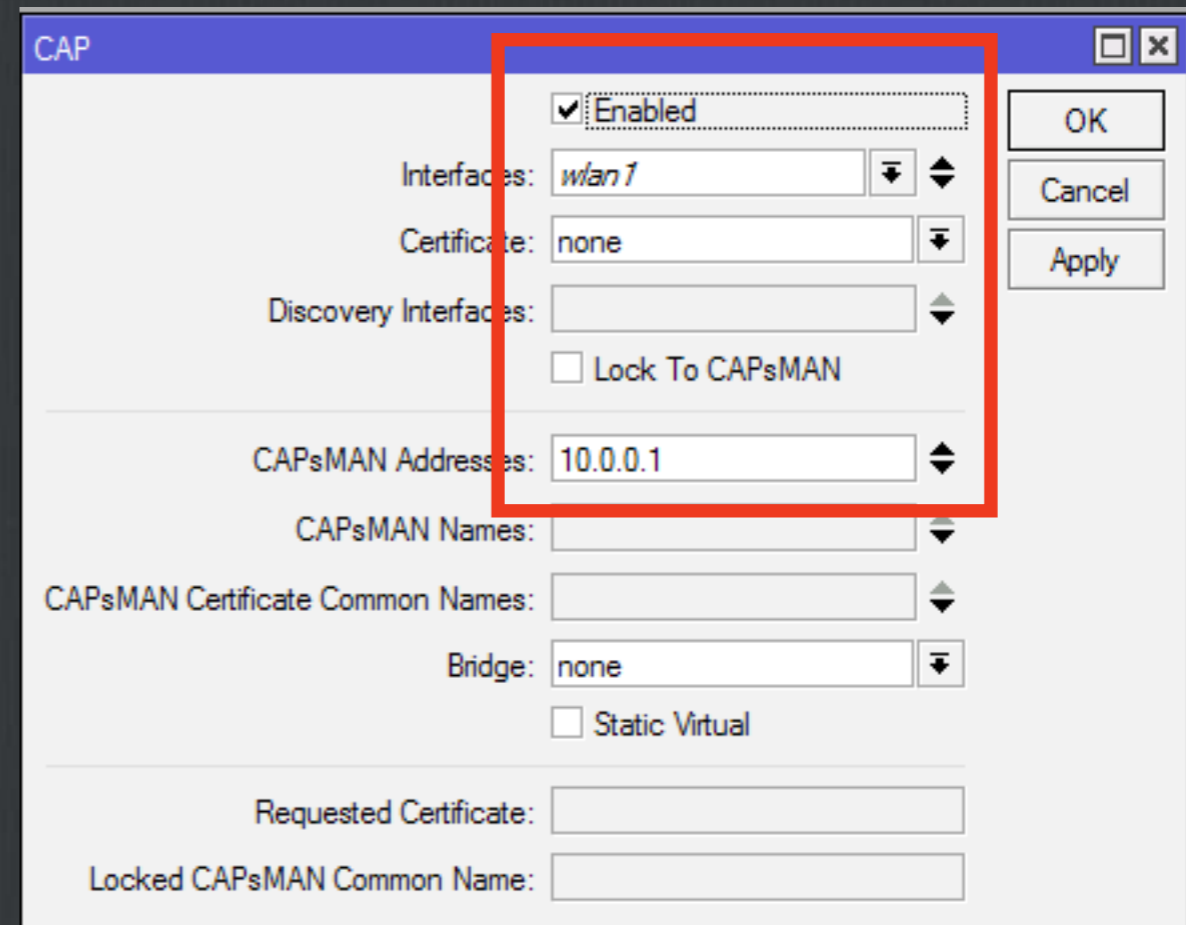 CAP
Enabled
OK
Interfaces: wlan1
Cancel
Certificate: none
Apply
Discovery Interfaces:
Lock To CAPsMAN
CAPsMAN Addresses: 10.0.0.1
CAPsMAN Names:
CAPsMAN Certificate Common Names:
Bridge: none
Static Virtual
Requested Certificate:
Locked CAPsMAN Common Name: